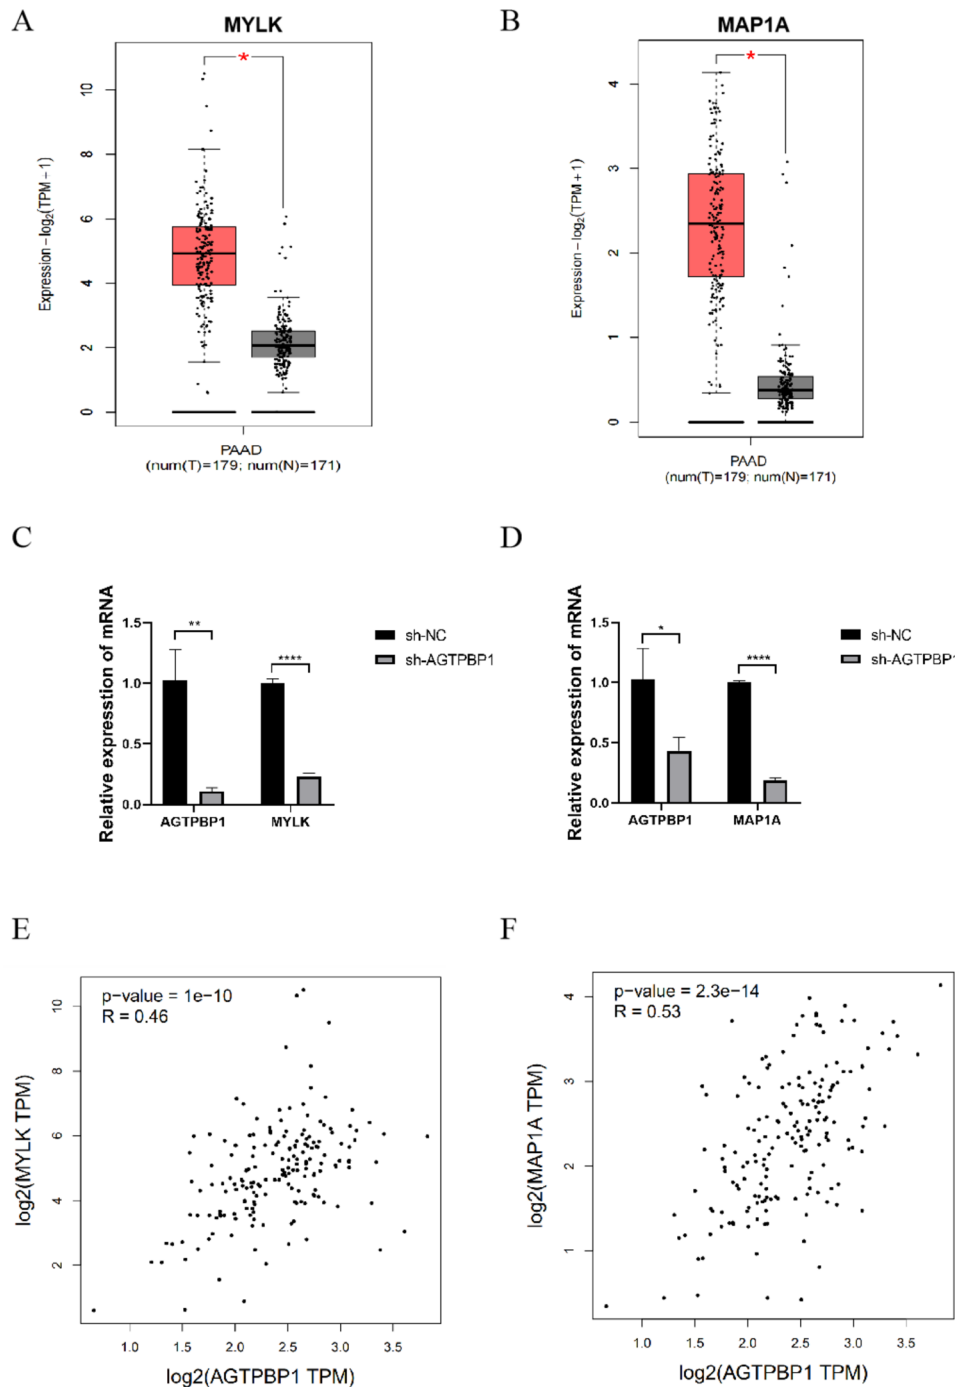 A
MYLK
Expression − log2(TPM − 1)
10
8
6
4
2
0
*
PAAD
(num(T)=179; num(N)=171)
B
MAP1A
Expression − log2(TPM + 1)
4
3
2
1
0
*
PAAD
(num(T)=179; num(N)=171)
C
Relative expresstion of mRNA
1.5
1.0
0.5
0.0
**
****
AGTPBP1 MYLK
sh-NC
sh-AGTPBP1
D
Relative expresstion of mRNA
1.5
1.0
0.5
0.0
*
****
AGTPBP1 MAP1A
sh-NC
sh-AGTPBP1
E
p−value = 1e−10
R = 0.46
log2(MYLK TPM)
10
8
6
4
2
1.0 1.5 2.0 2.5 3.0 3.5
log2(AGTPBP1 TPM)
F
p−value = 2.3e−14
R = 0.53
log2(MAP1A TPM)
4
3
2
1
1.0 1.5 2.0 2.5 3.0 3.5
log2(AGTPBP1 TPM)